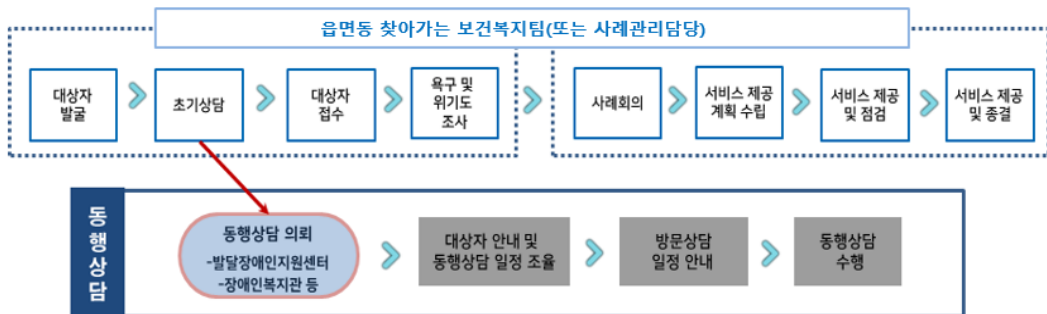 읍면동 찾아가는 보건복지팀(또는 사례관리담당)
대상자
발굴
초기상담
대상자
접수
욕구 및
위기도
조사
사례회의
서비스 제공
계획 수립
서비스 제공
및 점검
서비스 제공
및 종결
동행상담
동행상담 의뢰
-발달장애인지원센터
-장애인복지관 등
대상자 안내 및
동행상담 일정 조율
방문상담
일정 안내
동행상담
수행